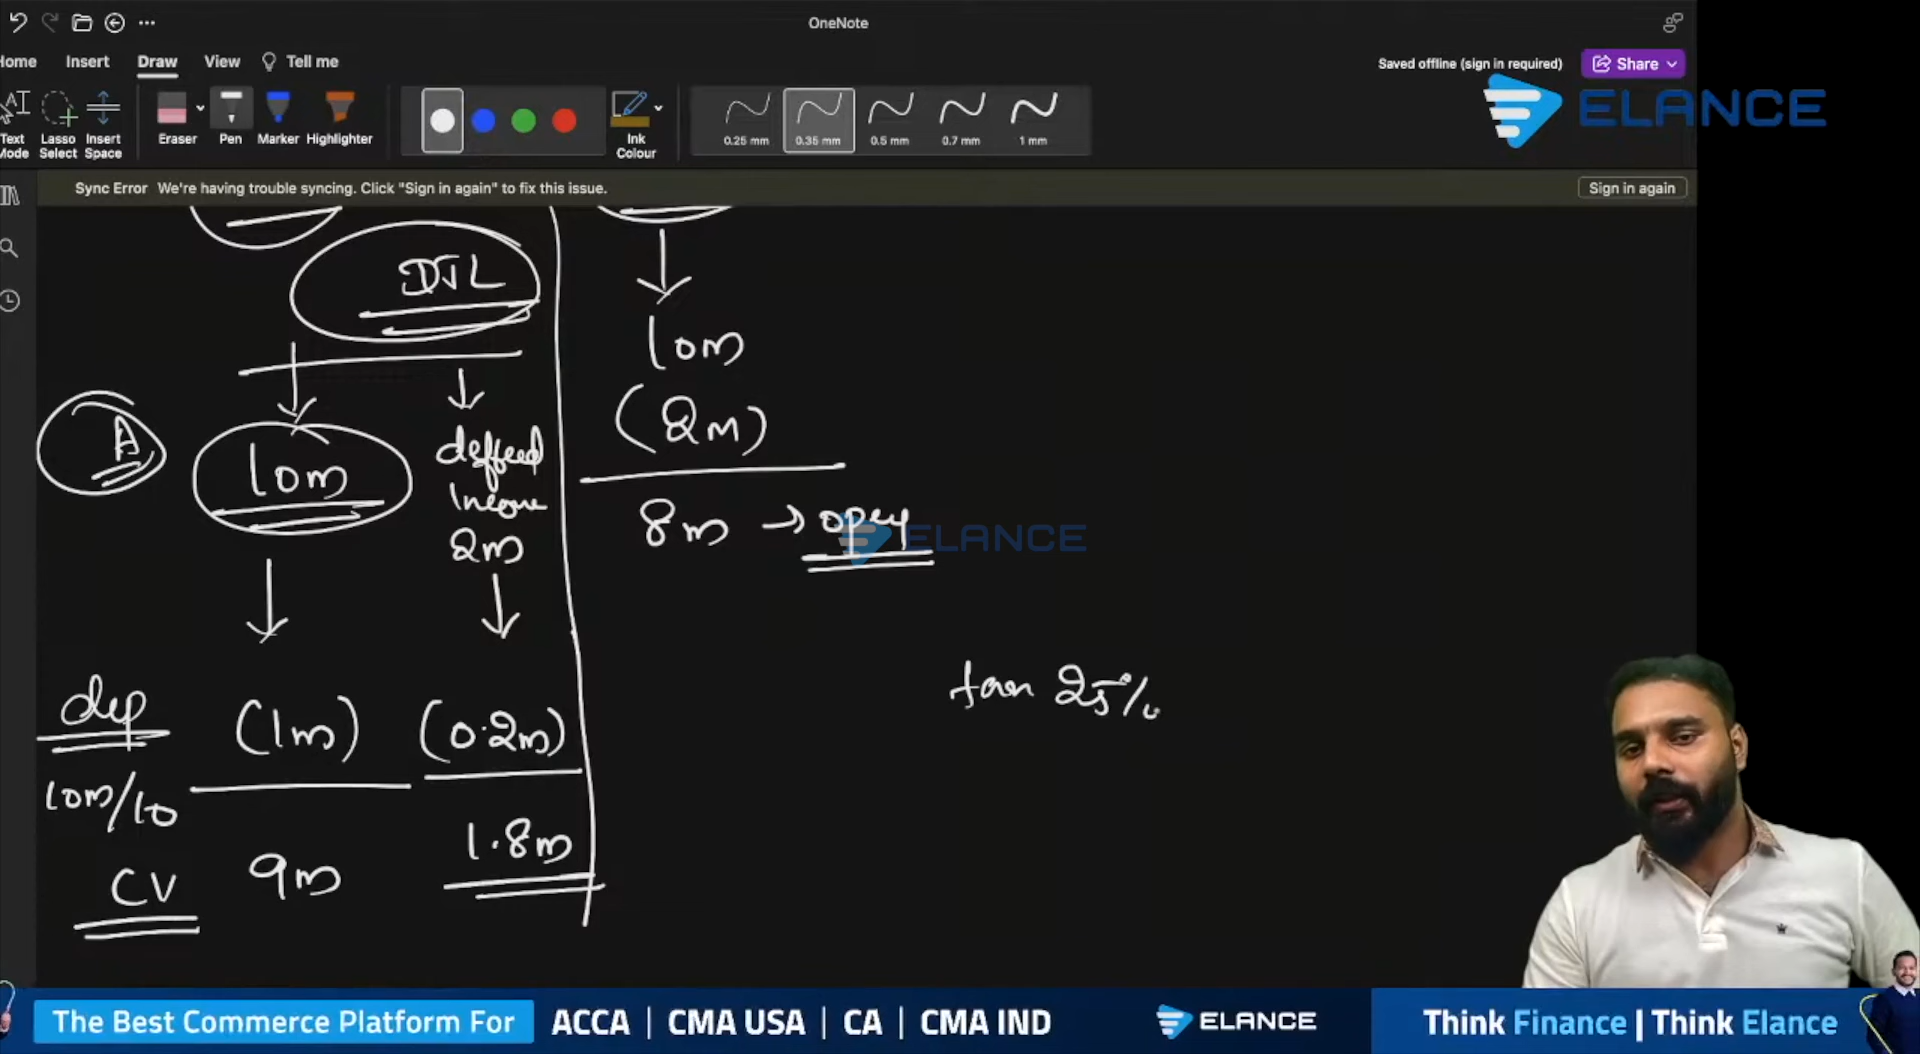 OneNote
Home Insert Draw View Tell me
Saved offline (sign in required)
Share
Text Mode
Lasso Select
Insert Space
Eraser
Pen
Marker
Highlighter
Ink Colour
0.25 mm
0.35 mm
0.5 mm
0.7 mm
1 mm
ELANCE
Sync Error We're having trouble syncing. Click "Sign in again" to fix this issue.
Sign in again
DTL
10m
(2m)
8m → opex
ELANCE
A
10m
deffeed
Income
2m
tax 25%
dep (1m) (0.2m)
10m/10
1.8m
CV 9m
The Best Commerce Platform For ACCA | CMA USA | CA | CMA IND ELANCE Think Finance | Think Elance